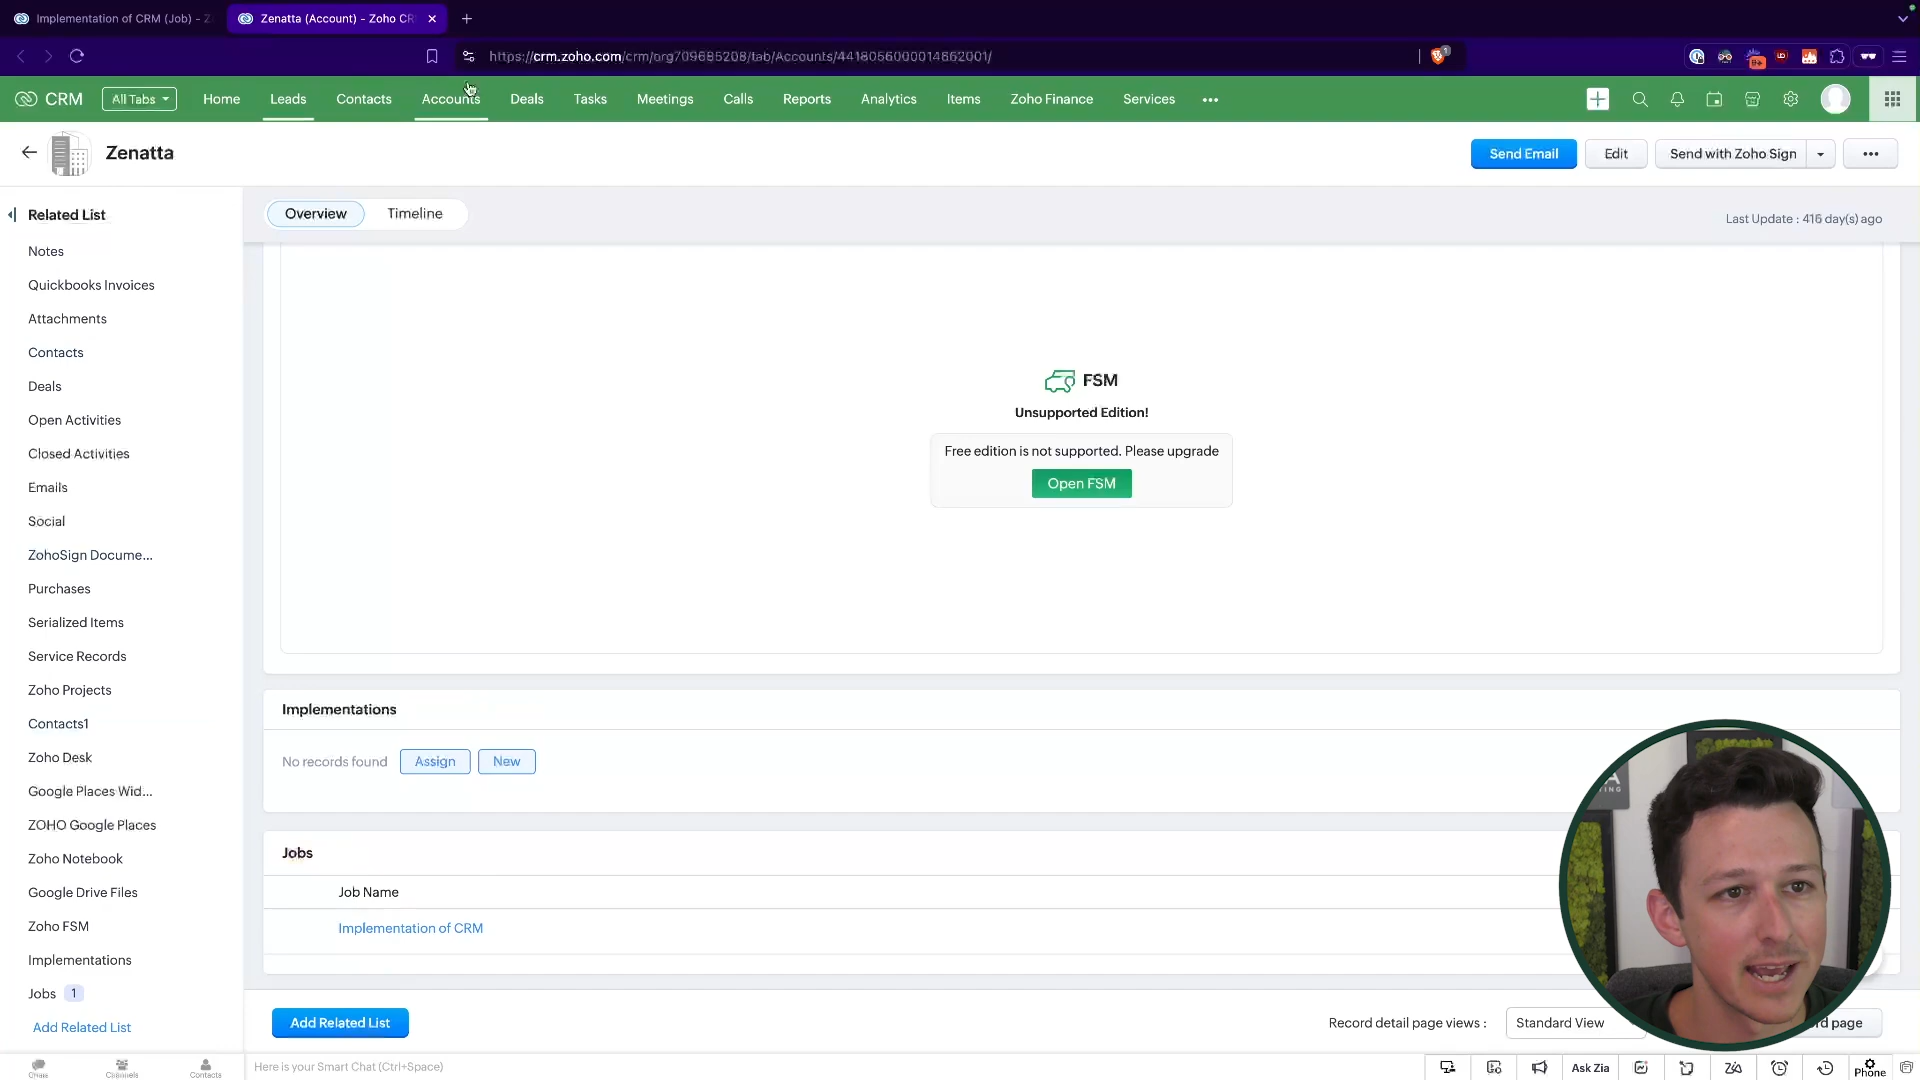 Implementation of CRM (Job) - Z
Zenatta (Account) - Zoho CR
https://crm.zoho.com/crm/org709685208/tab/Accounts/4418056000014862001/
1
9+
CRM
All Tabs
Home
Leads
Contacts
Accounts
Deals
Tasks
Meetings
Calls
Reports
Analytics
Items
Zoho Finance
Services
Zenatta
Send Email
Edit
Send with Zoho Sign
Related List
Overview
Timeline
Last Update : 416 day(s) ago
Notes
Quickbooks Invoices
Attachments
Contacts
Deals
Open Activities
Closed Activities
Emails
Social
ZohoSign Docume...
Purchases
Serialized Items
Service Records
Zoho Projects
Contacts1
Zoho Desk
Google Places Wid...
ZOHO Google Places
Zoho Notebook
Google Drive Files
Zoho FSM
Implementations
Jobs 1
Add Related List
FSM
Unsupported Edition!
Free edition is not supported. Please upgrade
Open FSM
Implementations
No records found
Assign
New
Jobs
Job Name
Implementation of CRM
Add Related List
Record detail page views :
Standard View
rd page
Chats
Channels
Contacts
Here is your Smart Chat (Ctrl+Space)
Ask Zia
Phone